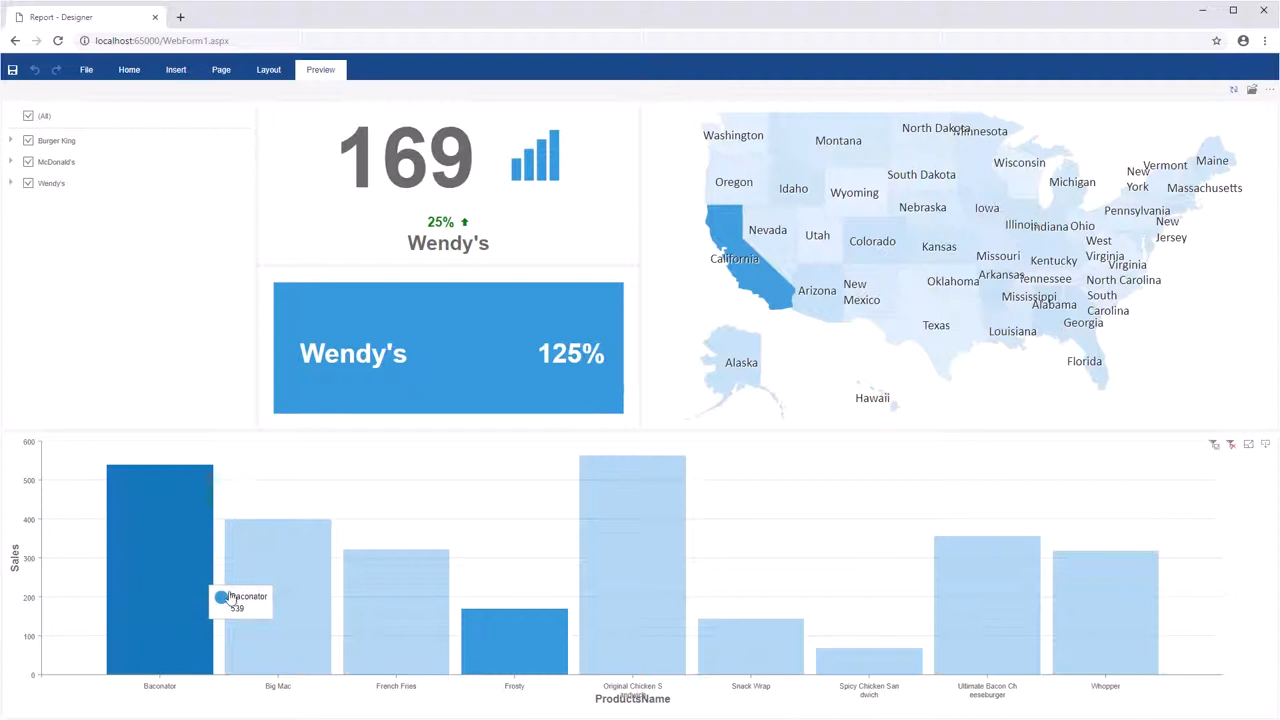 Report - Designer
localhost:65000/WebForm1.aspx
File Home Insert Page Layout Preview
(All)
Burger King
McDonald's
Wendy's
169
25%
Wendy's
Wendy's 125%
Washington
Montana
North Dakota
Minnesota
Oregon
Idaho
Wyoming
South Dakota
Wisconsin
Michigan
New
York
Vermont
Maine
Massachusetts
Nevada
Utah
Colorado
Nebraska
Iowa
Kansas
Illinois
Indiana
Ohio
Pennsylvania
New
Jersey
California
Missouri
Kentucky
West
Virginia
Virginia
Arizona
New
Mexico
Oklahoma
Arkansas
Tennessee
North Carolina
Mississippi
Alabama
South
Carolina
Texas
Louisiana
Georgia
Alaska
Hawaii
Florida
600
500
400
300
200
100
0
Sales
Baconator
539
Baconator
Big Mac
French Fries
Frosty
Original Chicken S
andwich
Snack Wrap
Spicy Chicken San
dwich
Ultimate Bacon Ch
eeseburger
Whopper
ProductsName